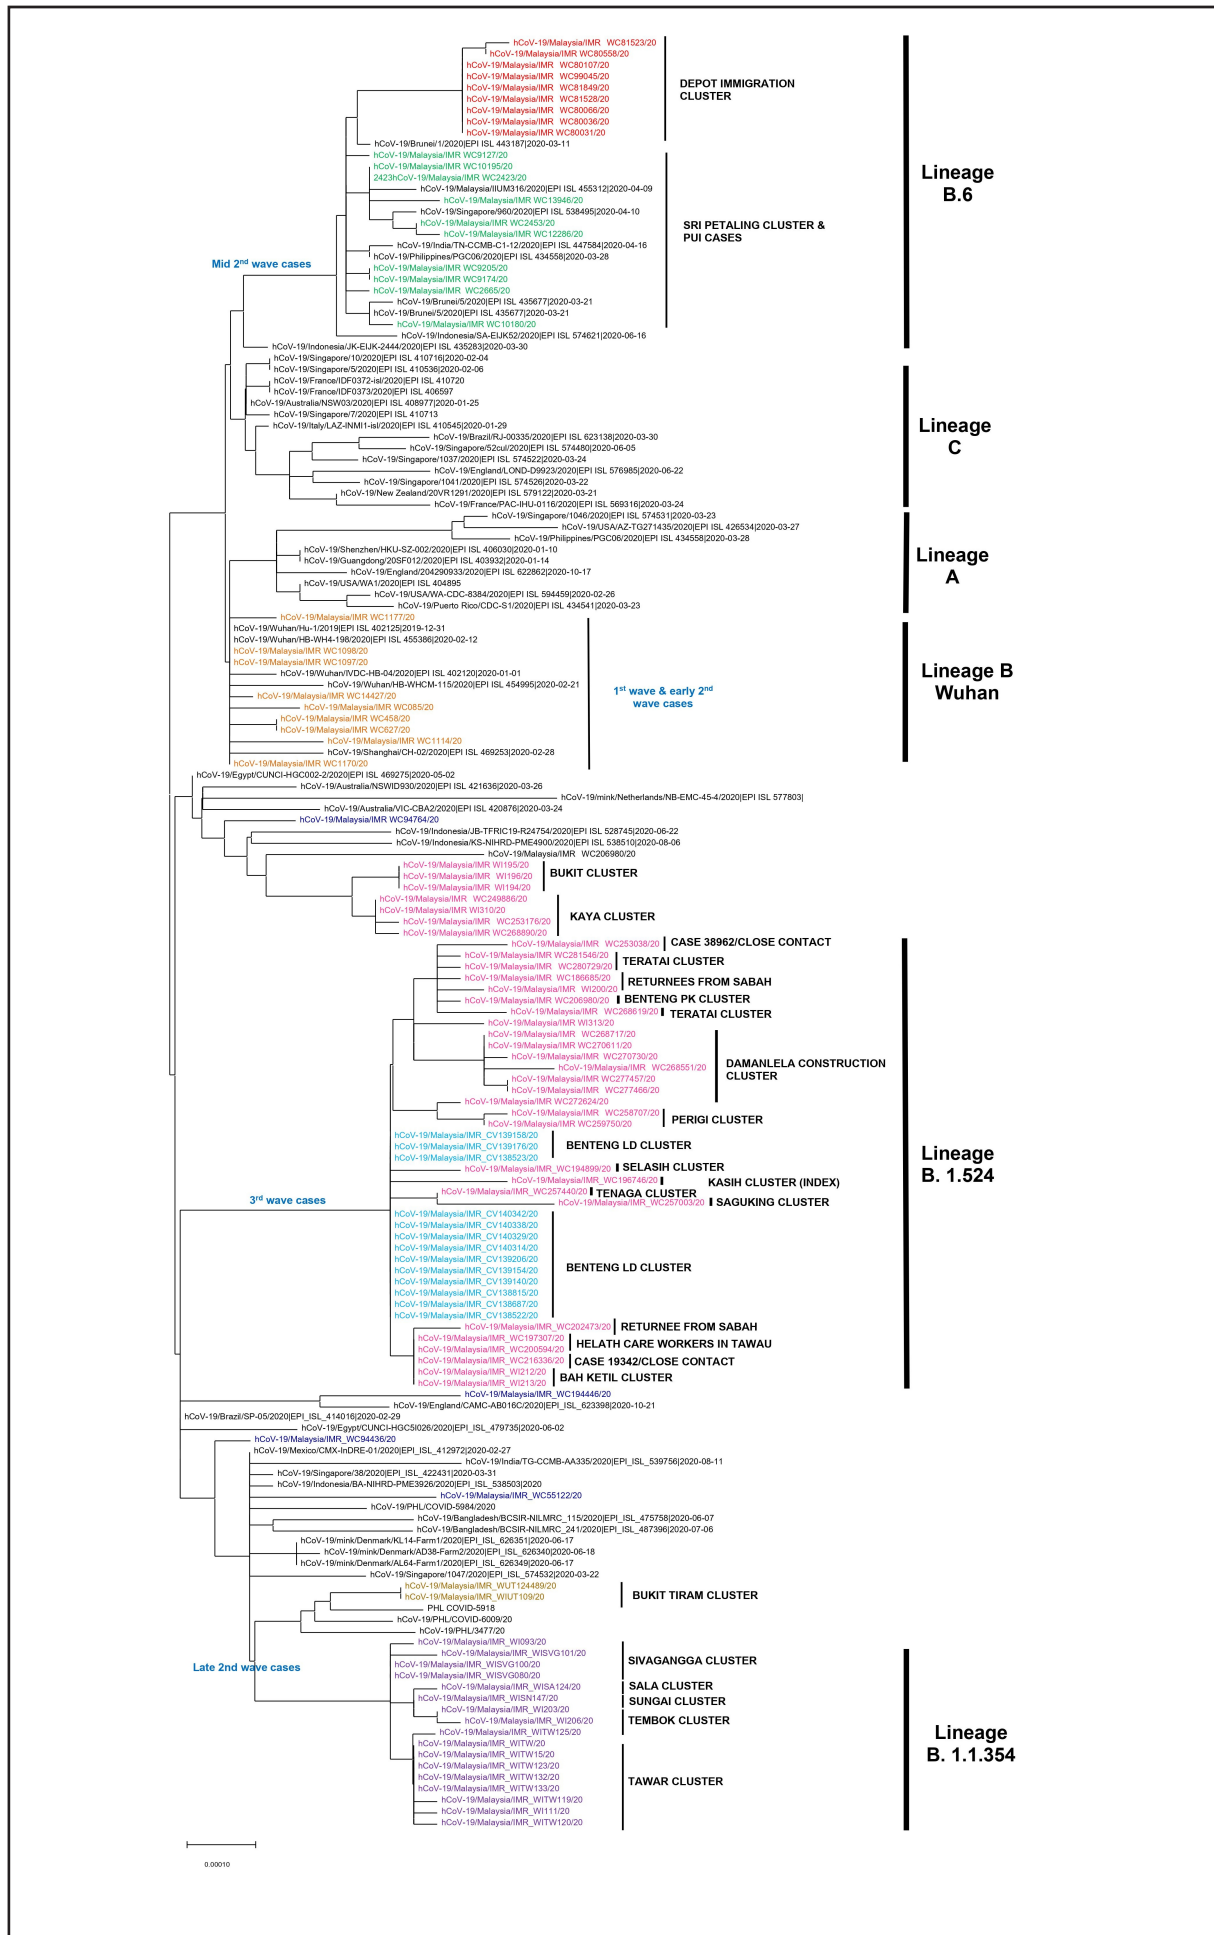 hCoV-19/Malaysia/IMR WC81523/20
hCoV-19/Malaysia/IMR WC80558/20
hCoV-19/Malaysia/IMR WC80107/20
hCoV-19/Malaysia/IMR WC99045/20
hCoV-19/Malaysia/IMR WC81849/20
hCoV-19/Malaysia/IMR WC81528/20
hCoV-19/Malaysia/IMR WC80066/20
hCoV-19/Malaysia/IMR WC80036/20
hCoV-19/Malaysia/IMR WC80031/20
DEPOT IMMIGRATION
CLUSTER
hCoV-19/Brunei/1/2020|EPI ISL 443187|2020-03-11
hCoV-19/Malaysia/IMR WC9127/20
hCoV-19/Malaysia/IMR WC10195/20
2423hCoV-19/Malaysia/IMR WC2423/20
hCoV-19/Malaysia/IIUM316/2020|EPI ISL 455312|2020-04-09
hCoV-19/Malaysia/IMR WC13946/20
hCoV-19/Singapore/960/2020|EPI ISL 538495|2020-04-10
hCoV-19/Malaysia/IMR WC2453/20
hCoV-19/Malaysia/IMR WC12286/20
hCoV-19/India/TN-CCMB-C1-12/2020|EPI ISL 447584|2020-04-16
hCoV-19/Philippines/PGC06/2020|EPI ISL 434558|2020-03-28
hCoV-19/Malaysia/IMR WC9205/20
hCoV-19/Malaysia/IMR WC9174/20
hCoV-19/Malaysia/IMR WC2665/20
hCoV-19/Brunei/5/2020|EPI ISL 435677|2020-03-21
hCoV-19/Brunei/5/2020|EPI ISL 435677|2020-03-21
hCoV-19/Malaysia/IMR WC10180/20
SRI PETALING CLUSTER &
PUI CASES
Mid 2nd wave cases
hCoV-19/Indonesia/SA-EIJK52/2020|EPI ISL 574621|2020-06-16
hCoV-19/Indonesia/JK-EIJK-2444/2020|EPI ISL 435283|2020-03-30
Lineage
B.6
hCoV-19/Singapore/10/2020|EPI ISL 410716|2020-02-04
hCoV-19/Singapore/5/2020|EPI ISL 410536|2020-02-06
hCoV-19/France/IDF0372-isl/2020|EPI ISL 410720
hCoV-19/France/IDF0373/2020|EPI ISL 406597
hCoV-19/Australia/NSW03/2020|EPI ISL 408977|2020-01-25
hCoV-19/Singapore/7/2020|EPI ISL 410713
hCoV-19/Italy/LAZ-INMI1-isl/2020|EPI ISL 410545|2020-01-29
hCoV-19/Brazil/RJ-00335/2020|EPI ISL 623138|2020-03-30
hCoV-19/Singapore/52cul/2020|EPI ISL 574480|2020-06-05
hCoV-19/Singapore/1037/2020|EPI ISL 574522|2020-03-24
hCoV-19/England/LOND-D9923/2020|EPI ISL 576985|2020-06-22
hCoV-19/Singapore/1041/2020|EPI ISL 574526|2020-03-22
hCoV-19/New Zealand/20VR1291/2020|EPI ISL 579122|2020-03-21
hCoV-19/France/PAC-IHU-0116/2020|EPI ISL 569316|2020-03-24
Lineage
C
hCoV-19/Singapore/1046/2020|EPI ISL 574531|2020-03-23
hCoV-19/USA/AZ-TG271435/2020|EPI ISL 426534|2020-03-27
hCoV-19/Philippines/PGC06/2020|EPI ISL 434558|2020-03-28
hCoV-19/Shenzhen/HKU-SZ-002/2020|EPI ISL 406030|2020-01-10
hCoV-19/Guangdong/20SF012/2020|EPI ISL 403932|2020-01-14
hCoV-19/England/204290933/2020|EPI ISL 622862|2020-10-17
hCoV-19/USA/WA1/2020|EPI ISL 404895
hCoV-19/USA/WA-CDC-8384/2020|EPI ISL 594459|2020-02-26
hCoV-19/Puerto Rico/CDC-S1/2020|EPI ISL 434541|2020-03-23
Lineage
A
hCoV-19/Malaysia/IMR WC1177/20
hCoV-19/Wuhan/Hu-1/2019|EPI ISL 402125|2019-12-31
hCoV-19/Wuhan/HB-WH4-198/2020|EPI ISL 455386|2020-02-12
hCoV-19/Malaysia/IMR WC1098/20
hCoV-19/Malaysia/IMR WC1097/20
hCoV-19/Wuhan/IVDC-HB-04/2020|EPI ISL 402120|2020-01-01
hCoV-19/Wuhan/HB-WHCM-115/2020|EPI ISL 454995|2020-02-21
hCoV-19/Malaysia/IMR WC14427/20
hCoV-19/Malaysia/IMR WC085/20
hCoV-19/Malaysia/IMR WC458/20
hCoV-19/Malaysia/IMR WC627/20
hCoV-19/Malaysia/IMR WC1114/20
hCoV-19/Shanghai/CH-02/2020|EPI ISL 469253|2020-02-28
hCoV-19/Malaysia/IMR WC1170/20
1st wave & early 2nd
wave cases
Lineage B
Wuhan
hCoV-19/Egypt/CUNCI-HGC002-2/2020|EPI ISL 469275|2020-05-02
hCoV-19/Australia/NSWID930/2020|EPI ISL 421636|2020-03-26
hCoV-19/mink/Netherlands/NB-EMC-45-4/2020|EPI ISL 577803|
hCoV-19/Australia/VIC-CBA2/2020|EPI ISL 420876|2020-03-24
hCoV-19/Malaysia/IMR WC94764/20
hCoV-19/Indonesia/JB-TFRIC19-R24754/2020|EPI ISL 528745|2020-06-22
hCoV-19/Indonesia/KS-NIHRD-PME4900/2020|EPI ISL 538510|2020-08-06
hCoV-19/Malaysia/IMR WC206980/20
hCoV-19/Malaysia/IMR WI195/20
hCoV-19/Malaysia/IMR WI196/20
hCoV-19/Malaysia/IMR WI194/20
BUKIT CLUSTER
hCoV-19/Malaysia/IMR WC249886/20
hCoV-19/Malaysia/IMR WI310/20
hCoV-19/Malaysia/IMR WC253176/20
hCoV-19/Malaysia/IMR WC268890/20
KAYA CLUSTER
hCoV-19/Malaysia/IMR WC253038/20
CASE 38962/CLOSE CONTACT
hCoV-19/Malaysia/IMR WC281546/20
hCoV-19/Malaysia/IMR WC280729/20
TERATAI CLUSTER
hCoV-19/Malaysia/IMR WC186685/20
hCoV-19/Malaysia/IMR WI200/20
RETURNEES FROM SABAH
hCoV-19/Malaysia/IMR WC206980/20
BENTENG PK CLUSTER
hCoV-19/Malaysia/IMR WC268619/20
TERATAI CLUSTER
hCoV-19/Malaysia/IMR WI313/20
hCoV-19/Malaysia/IMR WC268717/20
hCoV-19/Malaysia/IMR WC270611/20
hCoV-19/Malaysia/IMR WC270730/20
hCoV-19/Malaysia/IMR WC268551/20
hCoV-19/Malaysia/IMR WC277457/20
hCoV-19/Malaysia/IMR WC277466/20
DAMANLELA CONSTRUCTION
CLUSTER
hCoV-19/Malaysia/IMR WC272624/20
hCoV-19/Malaysia/IMR WC258707/20
hCoV-19/Malaysia/IMR WC259750/20
PERIGI CLUSTER
hCoV-19/Malaysia/IMR_CV139158/20
hCoV-19/Malaysia/IMR_CV139176/20
hCoV-19/Malaysia/IMR_CV138523/20
BENTENG LD CLUSTER
hCoV-19/Malaysia/IMR_WC194899/20
SELASIH CLUSTER
hCoV-19/Malaysia/IMR_WC196746/20
KASIH CLUSTER (INDEX)
hCoV-19/Malaysia/IMR_WC257440/20
TENAGA CLUSTER
hCoV-19/Malaysia/IMR_WC257003/20
SAGUKING CLUSTER
3rd wave cases
hCoV-19/Malaysia/IMR_CV140342/20
hCoV-19/Malaysia/IMR_CV140338/20
hCoV-19/Malaysia/IMR_CV140329/20
hCoV-19/Malaysia/IMR_CV140314/20
hCoV-19/Malaysia/IMR_CV139206/20
hCoV-19/Malaysia/IMR_CV139154/20
hCoV-19/Malaysia/IMR_CV139140/20
hCoV-19/Malaysia/IMR_CV138815/20
hCoV-19/Malaysia/IMR_CV138687/20
hCoV-19/Malaysia/IMR_CV138522/20
BENTENG LD CLUSTER
hCoV-19/Malaysia/IMR_WC202473/20
RETURNEE FROM SABAH
hCoV-19/Malaysia/IMR_WC197307/20
hCoV-19/Malaysia/IMR_WC200594/20
HELATH CARE WORKERS IN TAWAU
hCoV-19/Malaysia/IMR_WC216336/20
CASE 19342/CLOSE CONTACT
hCoV-19/Malaysia/IMR_WI212/20
hCoV-19/Malaysia/IMR_WI213/20
BAH KETIL CLUSTER
Lineage
B. 1.524
hCoV-19/Malaysia/IMR_WC194446/20
hCoV-19/England/CAMC-AB016C/2020|EPI_ISL_623398|2020-10-21
hCoV-19/Brazil/SP-05/2020|EPI_ISL_414016|2020-02-29
hCoV-19/Egypt/CUNCI-HGC5I026/2020|EPI_ISL_479735|2020-06-02
hCoV-19/Malaysia/IMR_WC94436/20
hCoV-19/Mexico/CMX-InDRE-01/2020|EPI_ISL_412972|2020-02-27
hCoV-19/India/TG-CCMB-AA335/2020|EPI_ISL_539756|2020-08-11
hCoV-19/Singapore/38/2020|EPI_ISL_422431|2020-03-31
hCoV-19/Indonesia/BA-NIHRD-PME3926/2020|EPI_ISL_538503|2020
hCoV-19/Malaysia/IMR_WC55122/20
hCoV-19/PHL/COVID-5984/2020
hCoV-19/Bangladesh/BCSIR-NILMRC_115/2020|EPI_ISL_475758|2020-06-07
hCoV-19/Bangladesh/BCSIR-NILMRC_241/2020|EPI_ISL_487396|2020-07-06
hCoV-19/mink/Denmark/KL14-Farm1/2020|EPI_ISL_626351|2020-06-17
hCoV-19/mink/Denmark/AD38-Farm2/2020|EPI_ISL_626340|2020-06-18
hCoV-19/mink/Denmark/AL64-Farm1/2020|EPI_ISL_626349|2020-06-17
hCoV-19/Singapore/1047/2020|EPI_ISL_574532|2020-03-22
hCoV-19/Malaysia/IMR_WUT124489/20
hCoV-19/Malaysia/IMR_WIUT109/20
BUKIT TIRAM CLUSTER
PHL COVID-5918
hCoV-19/PHL/COVID-6009/20
hCoV-19/PHL/3477/20
Late 2nd wave cases
hCoV-19/Malaysia/IMR_WI093/20
hCoV-19/Malaysia/IMR_WISVG101/20
hCoV-19/Malaysia/IMR_WISVG100/20
hCoV-19/Malaysia/IMR_WISVG080/20
SIVAGANGGA CLUSTER
hCoV-19/Malaysia/IMR_WISA124/20
SALA CLUSTER
hCoV-19/Malaysia/IMR_WISN147/20
SUNGAI CLUSTER
hCoV-19/Malaysia/IMR_WI203/20
hCoV-19/Malaysia/IMR_WI206/20
TEMBOK CLUSTER
hCoV-19/Malaysia/IMR_WITW125/20
hCoV-19/Malaysia/IMR_WITW/20
hCoV-19/Malaysia/IMR_WITW15/20
hCoV-19/Malaysia/IMR_WITW123/20
hCoV-19/Malaysia/IMR_WITW132/20
hCoV-19/Malaysia/IMR_WITW133/20
hCoV-19/Malaysia/IMR_WITW119/20
hCoV-19/Malaysia/IMR_WI111/20
hCoV-19/Malaysia/IMR_WITW120/20
TAWAR CLUSTER
Lineage
B. 1.1.354
0.00010